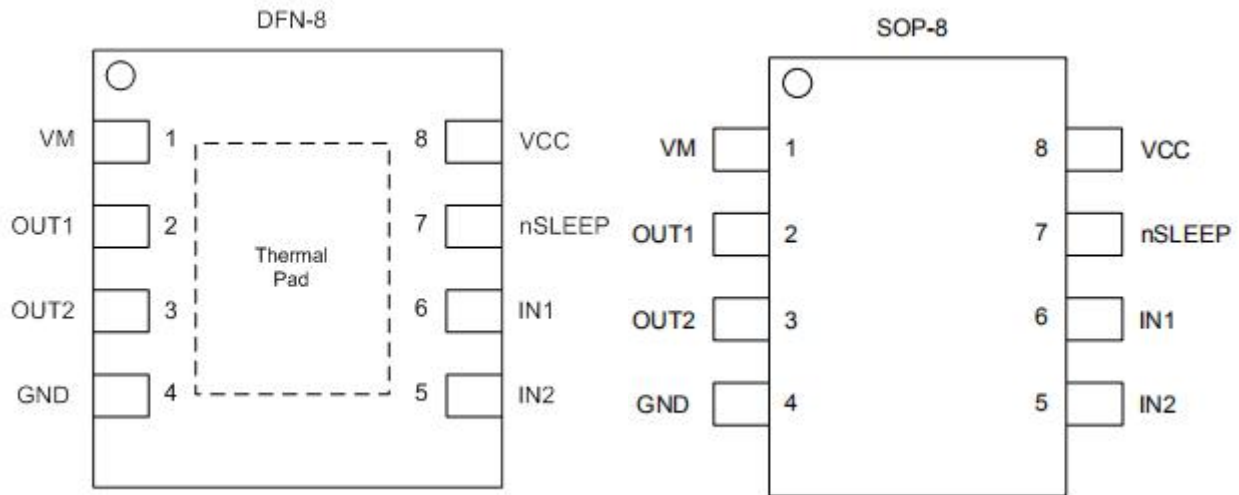 DFN-8
VM 1 8 VCC
OUT1 2 7 nSLEEP
Thermal
Pad
OUT2 3 6 IN1
GND 4 5 IN2
SOP-8
VM 1 8 VCC
OUT1 2 7 nSLEEP
OUT2 3 6 IN1
GND 4 5 IN2